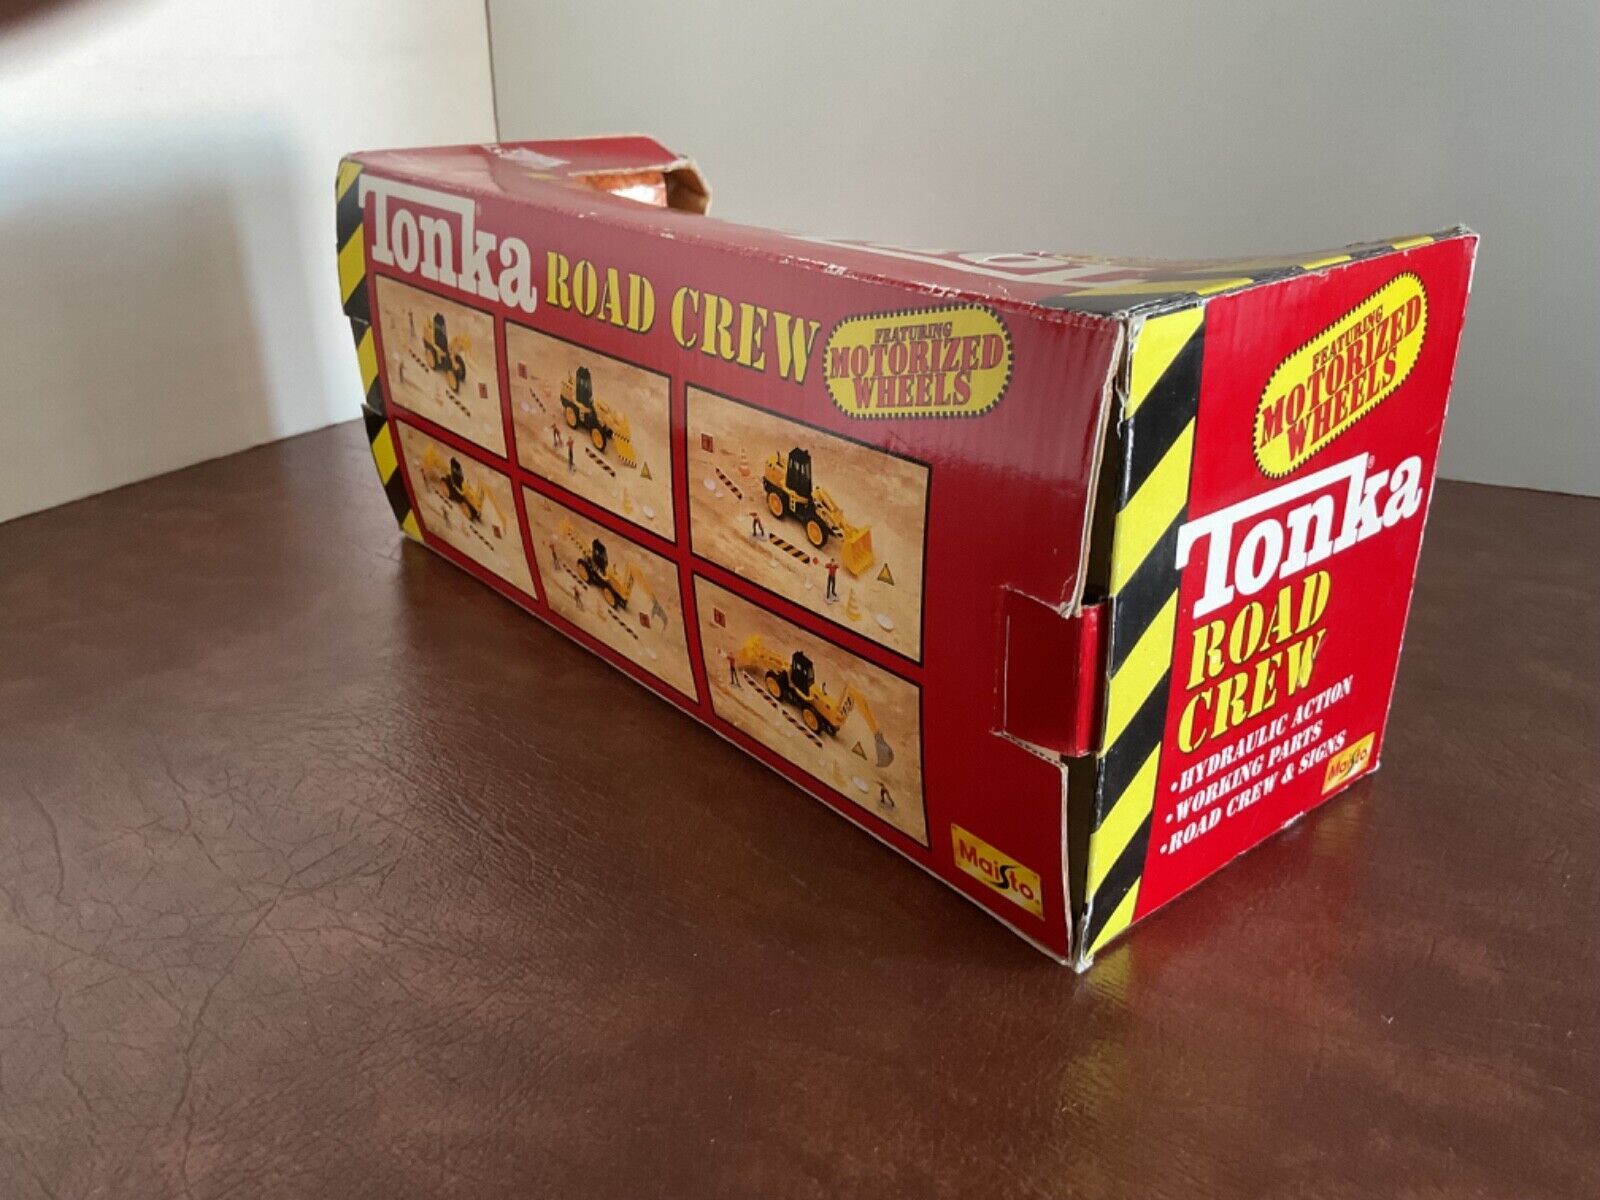 Tonka
ROAD CREW
FEATURING
MOTORIZED
WHEELS
Maisto
FEATURING
MOTORIZED
WHEELS
Tonka
ROAD
CREW
•HYDRAULIC ACTION
•WORKING PARTS
•ROAD CREW & SIGNS
Maisto